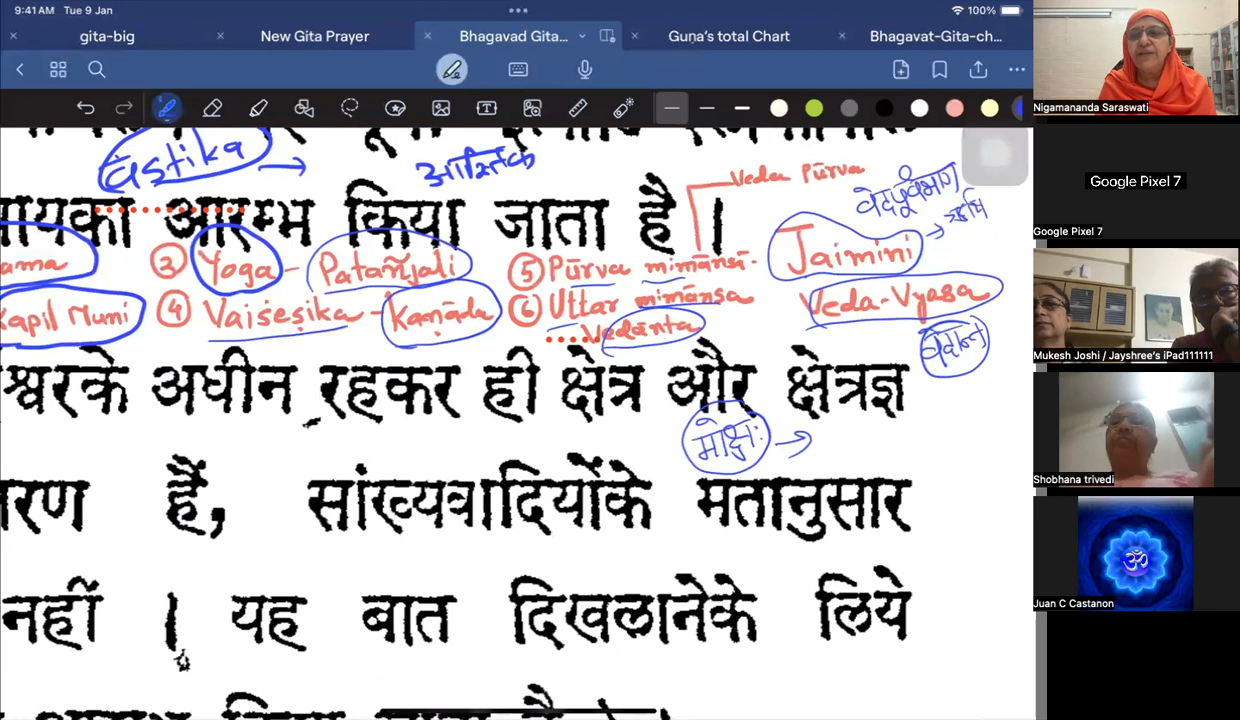 9:41 AM Tue 9 Jan
100%
gita-big
New Gita Prayer
Bhagavad Gita...
Guṇa's total Chart
Bhagavat-Gita-ch...
āstika →
आस्तिक
Veda Pūrva
वेदपूर्वभाग
यका आरम्भ किया जाता है।
ama ③ Yoga - Patañjali ⑤ Pūrva mimānsā - Jaimini →
Kapil Muni ④ Vaiśeṣika - Kaṇāda ⑥ Uttar mimāṃsa Veda-Vyasa
Vedanta
वेदान्त
श्वरके अधीन रहकर ही क्षेत्र और क्षेत्रज्ञ
मोक्षः →
रण हैं, सांख्यवादियोंके मतानुसार
नहीं । यह बात दिखलानेके लिये
Nigamananda Saraswati
Google Pixel 7
Google Pixel 7
Mukesh Joshi / Jayshree's iPad111111
Shobhana trivedi
ॐ
Juan C Castanon